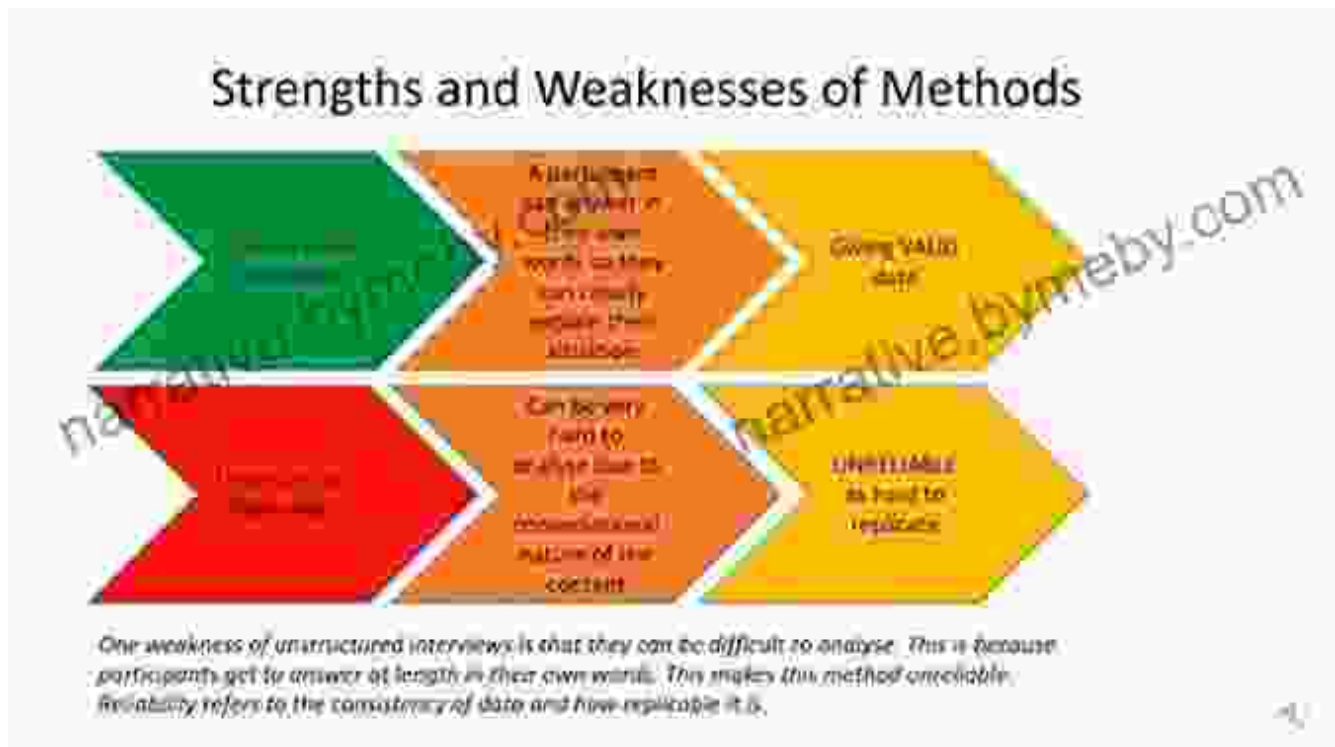 Strengths and Weaknesses of Methods
A participant
can answer in
their own
words so they
can clearly
explain their
situation
Giving VALID
data
Can be very
hard to
analyse due to
the
nature of the
content
UNRELIABLE
as hard to
replicate
One weakness of unstructured interviews is that they can be difficult to analyse. This is because
participants get to answer at length in their own words. This makes this method unreliable.
Reliability refers to the consistency of data and how replicable it is.
narrative.bymeby.com
narrative.bymeby.com